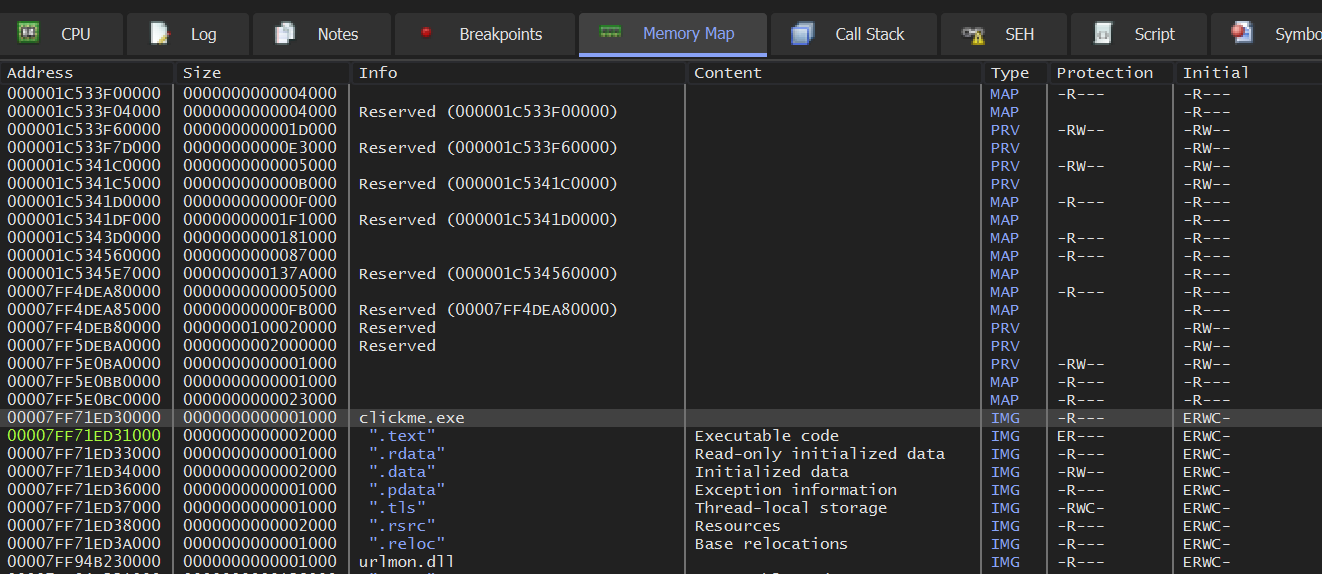 CPU Log Notes Breakpoints Memory Map Call Stack SEH Script Symbo
Address Size Info Content Type Protection Initial
000001C533F00000 0000000000004000 MAP -R--- -R---
000001C533F04000 0000000000004000 Reserved (000001C533F00000) MAP -R---
000001C533F60000 000000000001D000 PRV -RW-- -RW--
000001C533F7D000 00000000000E3000 Reserved (000001C533F60000) PRV -RW--
000001C5341C0000 0000000000005000 PRV -RW-- -RW--
000001C5341C5000 000000000000B000 Reserved (000001C5341C0000) PRV -RW--
000001C5341D0000 000000000000F000 MAP -R--- -R---
000001C5341DF000 00000000001F1000 Reserved (000001C5341D0000) MAP -R---
000001C5343D0000 0000000000181000 MAP -R--- -R---
000001C534560000 0000000000087000 MAP -R--- -R---
000001C5345E7000 000000000137A000 Reserved (000001C534560000) MAP -R---
00007FF4DEA80000 0000000000005000 MAP -R--- -R---
00007FF4DEA85000 00000000000FB000 Reserved (00007FF4DEA80000) MAP -R---
00007FF4DEB80000 0000000100020000 Reserved PRV -RW--
00007FF5DEBA0000 0000000002000000 Reserved PRV -RW--
00007FF5E0BA0000 0000000000001000 PRV -RW-- -RW--
00007FF5E0BB0000 0000000000001000 MAP -R--- -R---
00007FF5E0BC0000 0000000000023000 MAP -R--- -R---
00007FF71ED30000 0000000000001000 clickme.exe IMG -R--- ERWC-
00007FF71ED31000 0000000000002000 ".text" Executable code IMG ER--- ERWC-
00007FF71ED33000 0000000000001000 ".rdata" Read-only initialized data IMG -R--- ERWC-
00007FF71ED34000 0000000000002000 ".data" Initialized data IMG -RW-- ERWC-
00007FF71ED36000 0000000000001000 ".pdata" Exception information IMG -R--- ERWC-
00007FF71ED37000 0000000000001000 ".tls" Thread-local storage IMG -RWC- ERWC-
00007FF71ED38000 0000000000002000 ".rsrc" Resources IMG -R--- ERWC-
00007FF71ED3A000 0000000000001000 ".reloc" Base relocations IMG -R--- ERWC-
00007FF94B230000 0000000000001000 urlmon.dll IMG -R--- ERWC-